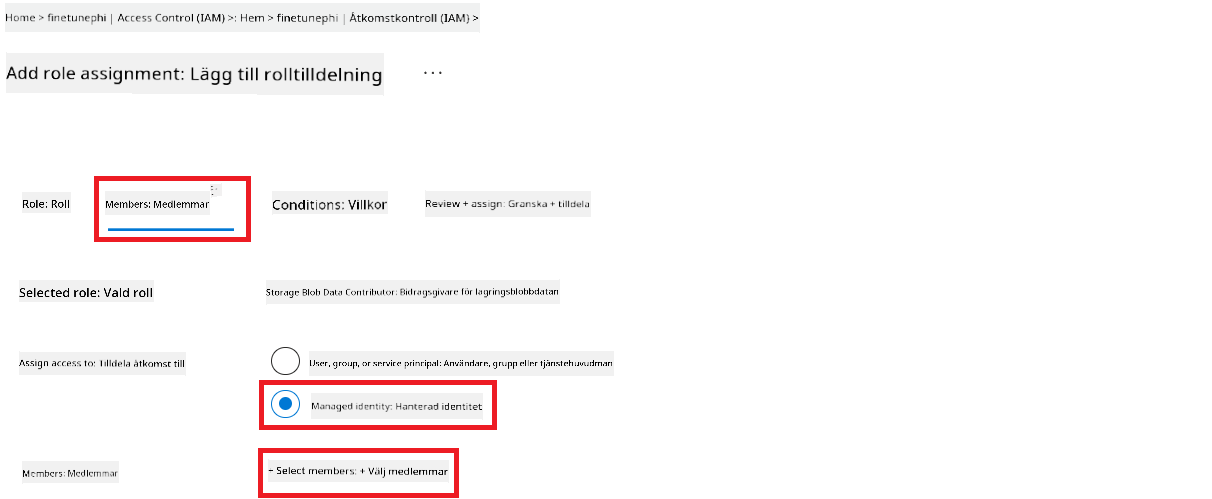 Home > finetunephi | Access Control (IAM) >: Hem > finetunephi | Åtkomstkontroll (IAM) >
Add role assignment: Lägg till rolltilldelning ...
Role: Roll Members: Medlemmar Conditions: Villkor Review + assign: Granska + tilldela
Selected role: Vald roll Storage Blob Data Contributor: Bidragsgivare för lagringsblobbdatan
Assign access to: Tilldela åtkomst till User, group, or service principal: Användare, grupp eller tjänstehuvudman
Managed identity: Hanterad identitet
Members: Medlemmar + Select members: + Välj medlemmar